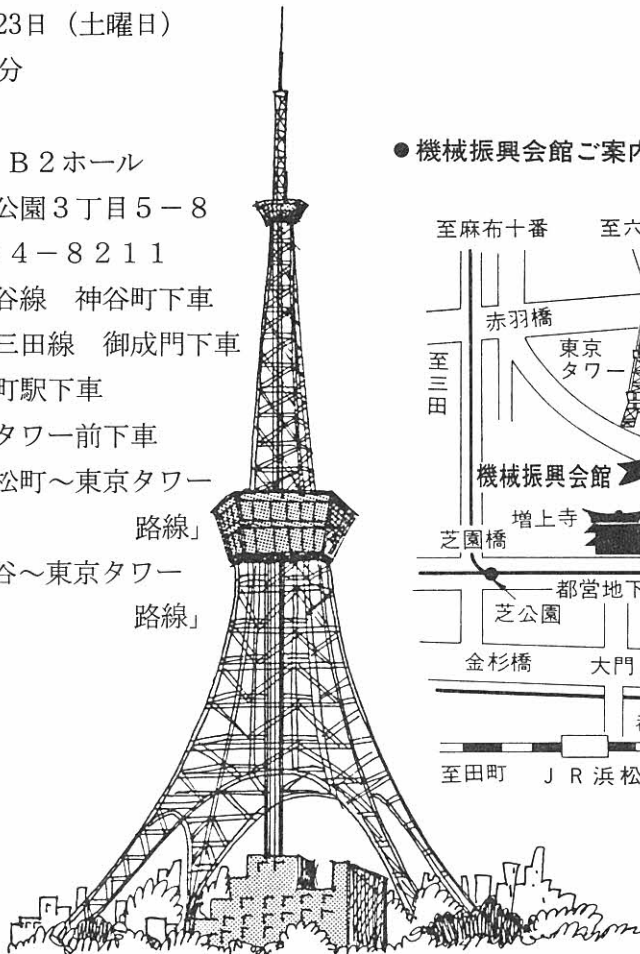 23日（土曜日）
分
Ｂ２ホール
公園３丁目５－８
４－８２１１
谷線　神谷町下車
三田線　御成門下車
町駅下車
タワー前下車
松町～東京タワー
路線」
谷～東京タワー
路線」
●機械振興会館ご案内
至麻布十番
至六
赤羽橋
東京
タワー
至三田
機械振興会館
増上寺
芝園橋
都営地下
芝公園
金杉橋
大門
至田町
ＪＲ浜松